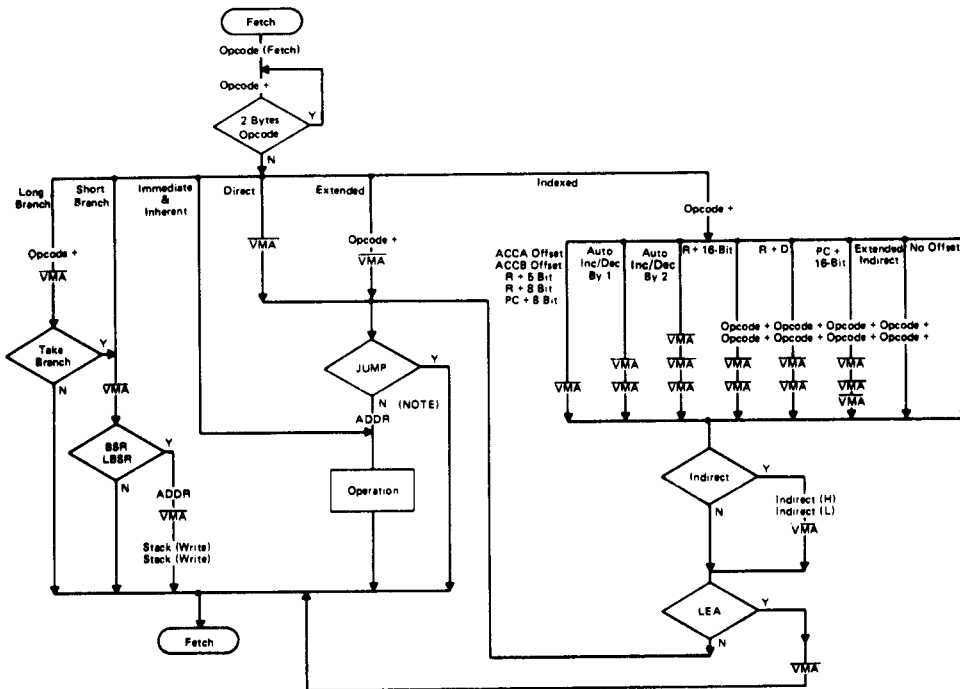 Fetch
Opcode (Fetch)
Opcode +
2 Bytes
Opcode
Y
N
Long
Branch
Short
Branch
Immediate
&
Inherent
Direct
Extended
Indexed
Opcode +
VMA
VMA
Opcode +
VMA
Opcode +
ACCA Offset
ACCB Offset
R + 5 Bit
R + 8 Bit
PC + 8 Bit
Auto
Inc/Dec
By 1
Auto
Inc/Dec
By 2
R + 16-Bit
R + D
PC +
16-Bit
Extended
Indirect
No Offset
Take
Branch
Y
N
VMA
JUMP
Y
N
(NOTE)
ADDR
VMA
Opcode + Opcode + Opcode + Opcode +
Opcode + Opcode + Opcode + Opcode +
VMA VMA VMA VMA VMA
VMA VMA VMA VMA VMA VMA
VMA
BSR
LBSR
Y
N
ADDR
VMA
Stack (Write)
Stack (Write)
Operation
Indirect
Y
N
Indirect (H)
Indirect (L)
VMA
LEA
Y
N
VMA
Fetch